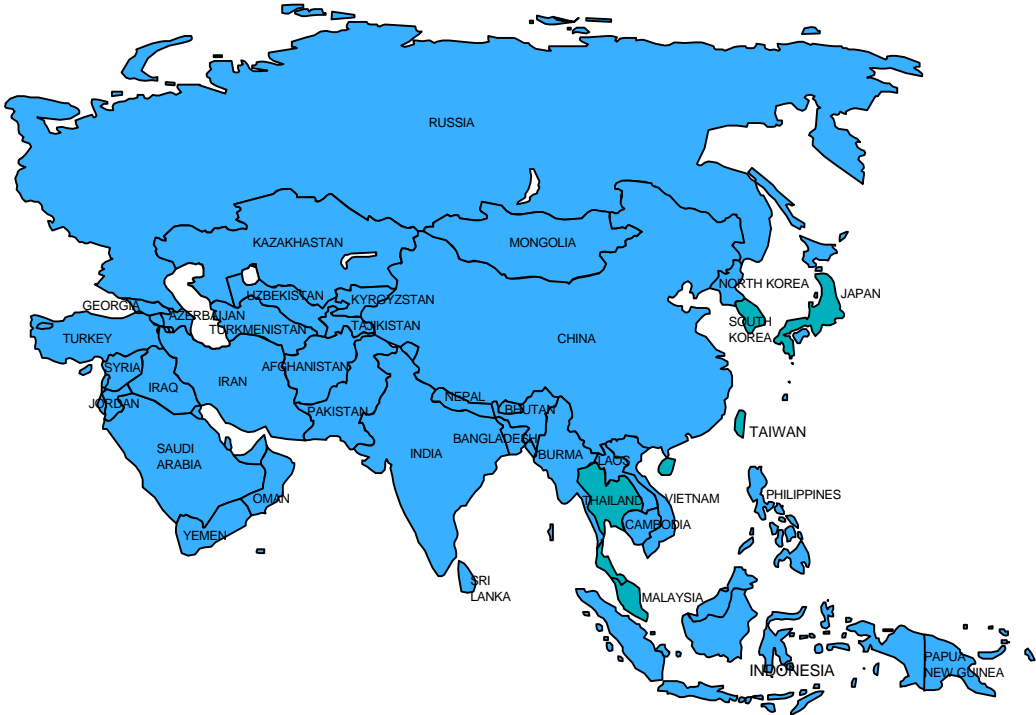 RUSSIA
KAZAKHASTAN
MONGOLIA
NORTH KOREA
UZBEKISTAN
KYRGYZSTAN
JAPAN
GEORGIA
AZERBAIJAN
TURKMENISTAN
TAJIKISTAN
SOUTH
KOREA
TURKEY
CHINA
SYRIA
AFGHANISTAN
IRAN
IRAQ
NEPAL
JORDAN
PAKISTAN
BHUTAN
TAIWAN
BANGLADESH
SAUDI
ARABIA
INDIA
BURMA
LAOS
OMAN
THAILAND
VIETNAM
PHILIPPINES
CAMBODIA
YEMEN
SRI
LANKA
MALAYSIA
INDONESIA
PAPUA
NEW GUINEA